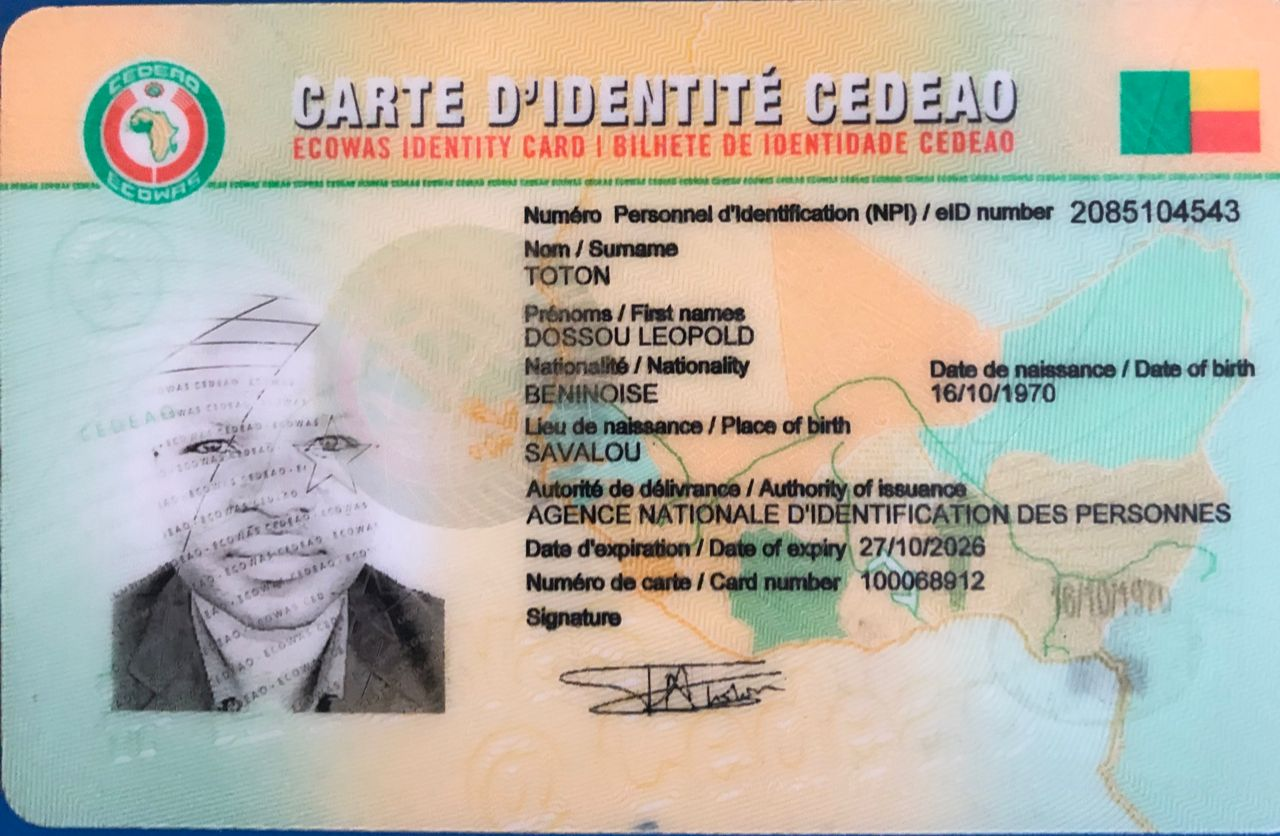 CEDEAO
ECOWAS
CARTE D'IDENTITÉ CEDEAO
ECOWAS IDENTITY CARD | BILHETE DE IDENTIDADE CEDEAO
Numéro Personnel d'Identification (NPI) / eID number 2085104543
Nom / Surname
TOTON
Prénoms / First names
DOSSOU LEOPOLD
Nationalité / Nationality
BENINOISE
Date de naissance / Date of birth
16/10/1970
Lieu de naissance / Place of birth
SAVALOU
Autorité de délivrance / Authority of issuance
AGENCE NATIONALE D'IDENTIFICATION DES PERSONNES
Date d'expiration / Date of expiry 27/10/2026
Numéro de carte / Card number 100068912
Signature
CEDEAO